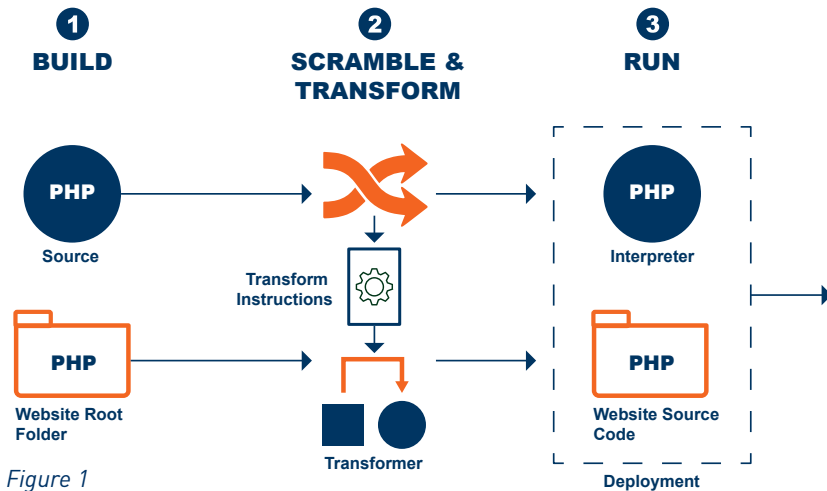 1
BUILD
2
SCRAMBLE &
TRANSFORM
3
RUN
PHP
Source
PHP
Interpreter
Transform
Instructions
PHP
Website Root
Folder
Transformer
PHP
Website Source
Code
Deployment
Figure 1